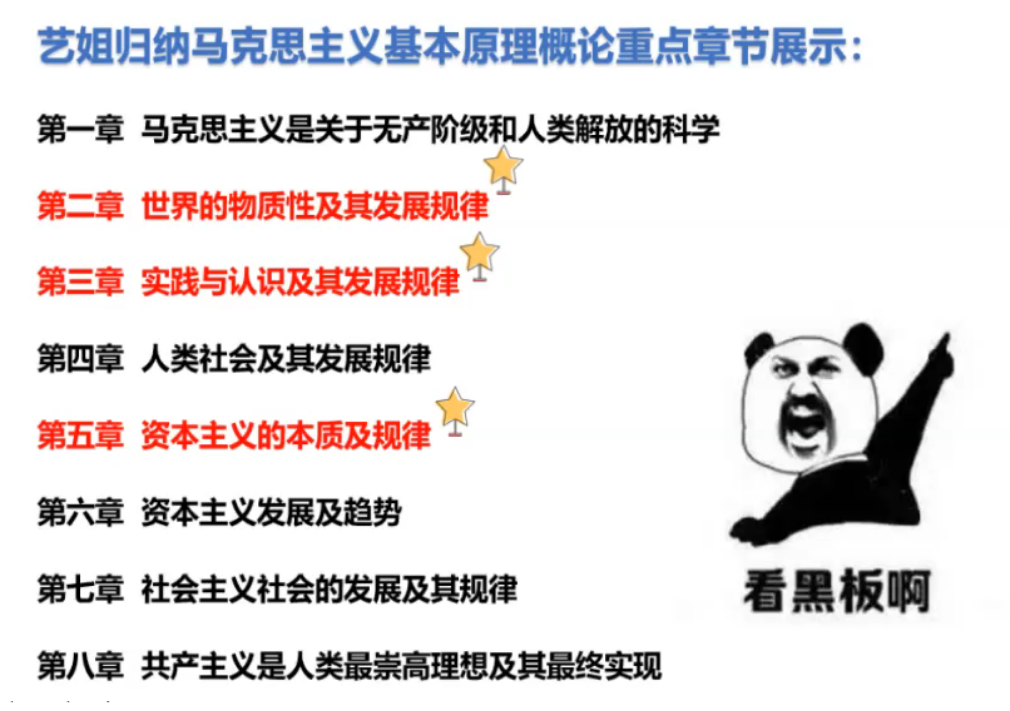 艺姐归纳马克思主义基本原理概论重点章节展示：
第一章 马克思主义是关于无产阶级和人类解放的科学
第二章 世界的物质性及其发展规律
第三章 实践与认识及其发展规律
第四章 人类社会及其发展规律
第五章 资本主义的本质及规律
第六章 资本主义发展及趋势
看黑板啊
第七章 社会主义社会的发展及其规律
第八章 共产主义是人类最崇高理想及其最终实现